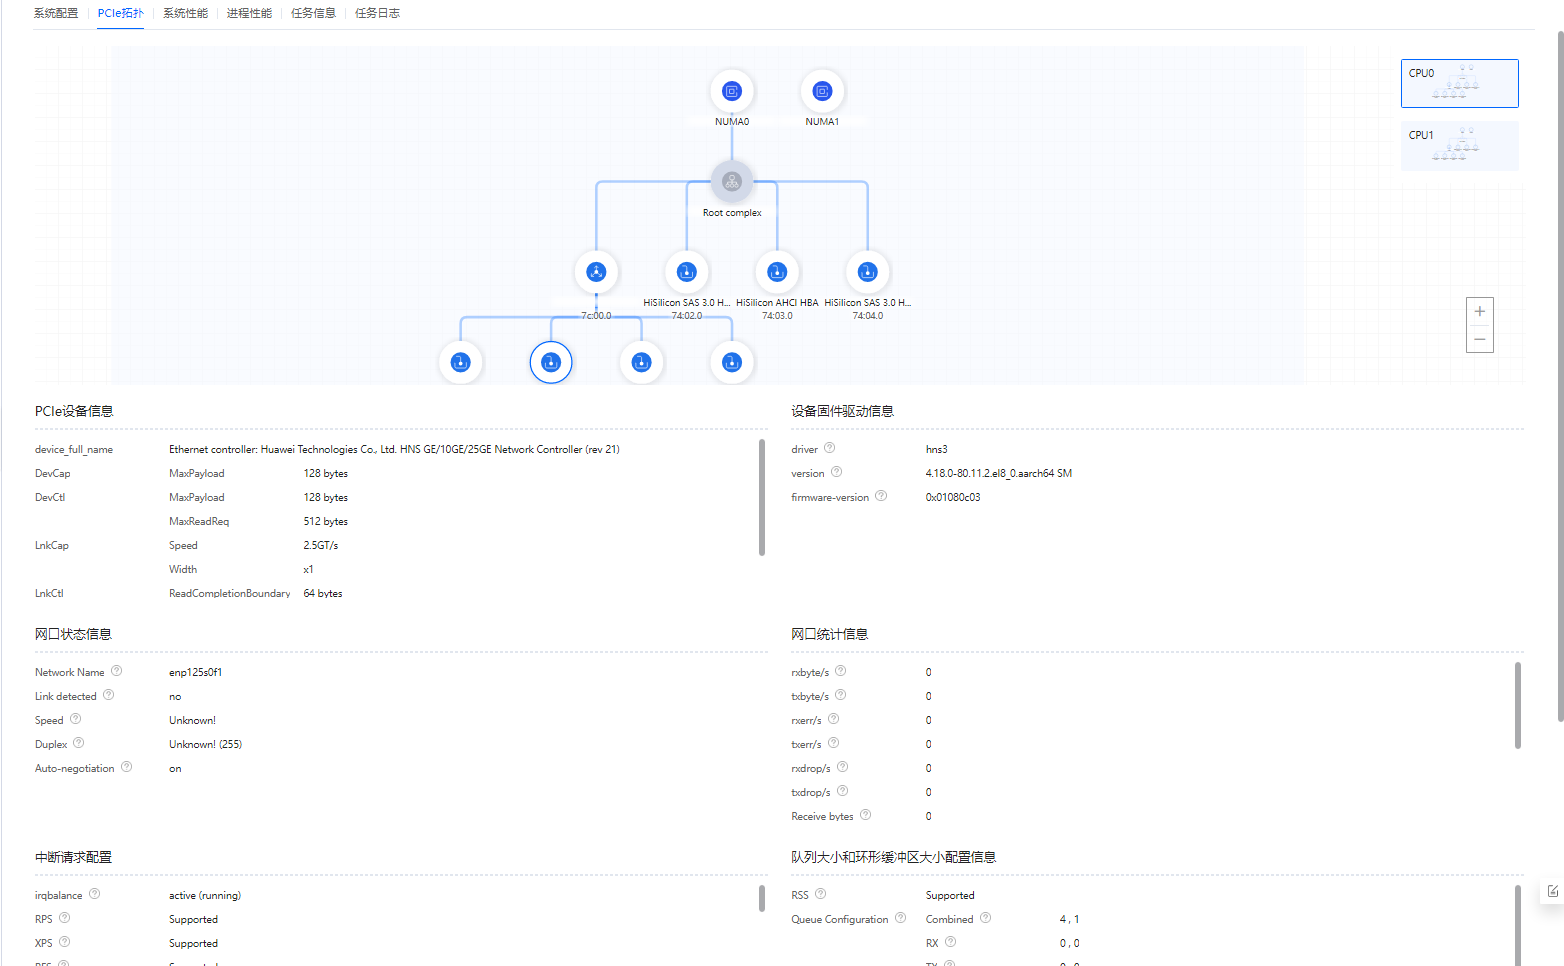 系统配置 PCIe拓扑 系统性能 进程性能 任务信息 任务日志
NUMA0 NUMA1
CPU0
CPU1
Root complex
HiSilicon SAS 3.0 H... HiSilicon AHCI HBA HiSilicon SAS 3.0 H...
7c:00.0 74:02.0 74:03.0 74:04.0
PCIe设备信息
device_full_name Ethernet controller: Huawei Technologies Co., Ltd. HNS GE/10GE/25GE Network Controller (rev 21)
DevCap MaxPayload 128 bytes
DevCtl MaxPayload 128 bytes
MaxReadReq 512 bytes
LnkCap Speed 2.5GT/s
Width x1
LnkCtl ReadCompletionBoundary 64 bytes
设备固件驱动信息
driver hns3
version 4.18.0-80.11.2.el8_0.aarch64 SM
firmware-version 0x01080c03
网口状态信息
Network Name enp125s0f1
Link detected no
Speed Unknown!
Duplex Unknown! (255)
Auto-negotiation on
网口统计信息
rxbyte/s 0
txbyte/s 0
rxerr/s 0
txerr/s 0
rxdrop/s 0
txdrop/s 0
Receive bytes 0
中断请求配置
irqbalance active (running)
RPS Supported
XPS Supported
队列大小和环形缓冲区大小配置信息
RSS Supported
Queue Configuration Combined 4 , 1
RX 0 , 0